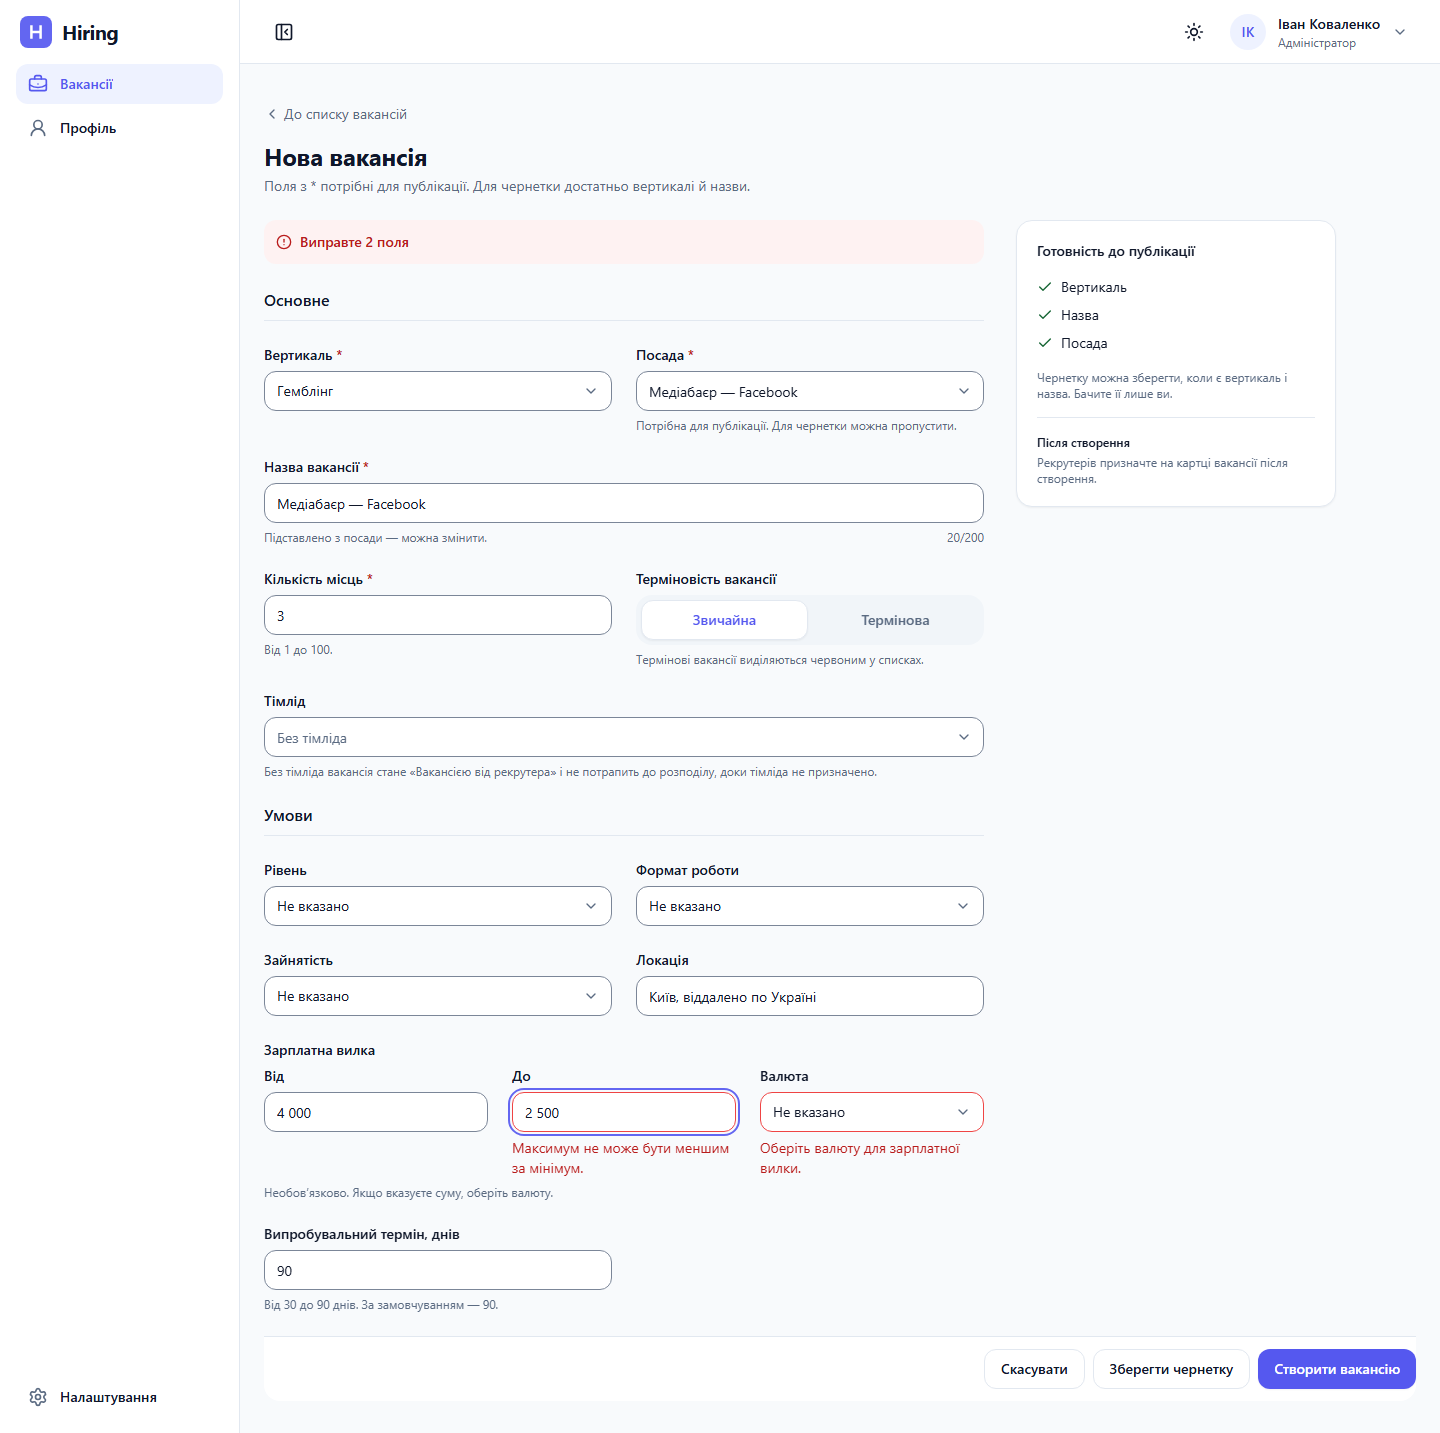 H Hiring
Вакансії
Профіль
Налаштування
ІК
Іван Коваленко
Адміністратор
До списку вакансій
Нова вакансія
Поля з * потрібні для публікації. Для чернетки достатньо вертикалі й назви.
Виправте 2 поля
Основне
Вертикаль *
Гемблінг
Посада *
Медіабаєр — Facebook
Потрібна для публікації. Для чернетки можна пропустити.
Назва вакансії *
Медіабаєр — Facebook
Підставлено з посади — можна змінити.
20/200
Кількість місць *
3
Від 1 до 100.
Терміновість вакансії
Звичайна
Термінова
Термінові вакансії виділяються червоним у списках.
Тімлід
Без тімліда
Без тімліда вакансія стане «Вакансією від рекрутера» і не потрапить до розподілу, доки тімліда не призначено.
Умови
Рівень
Не вказано
Формат роботи
Не вказано
Зайнятість
Не вказано
Локація
Київ, віддалено по Україні
Зарплатна вилка
Від
4 000
До
2 500
Максимум не може бути меншим
за мінімум.
Валюта
Не вказано
Оберіть валюту для зарплатної
вилки.
Необов'язково. Якщо вказуєте суму, оберіть валюту.
Випробувальний термін, днів
90
Від 30 до 90 днів. За замовчуванням — 90.
Скасувати
Зберегти чернетку
Створити вакансію
Готовність до публікації
Вертикаль
Назва
Посада
Чернетку можна зберегти, коли є вертикаль і
назва. Бачите її лише ви.
Після створення
Рекрутерів призначте на картці вакансії після
створення.